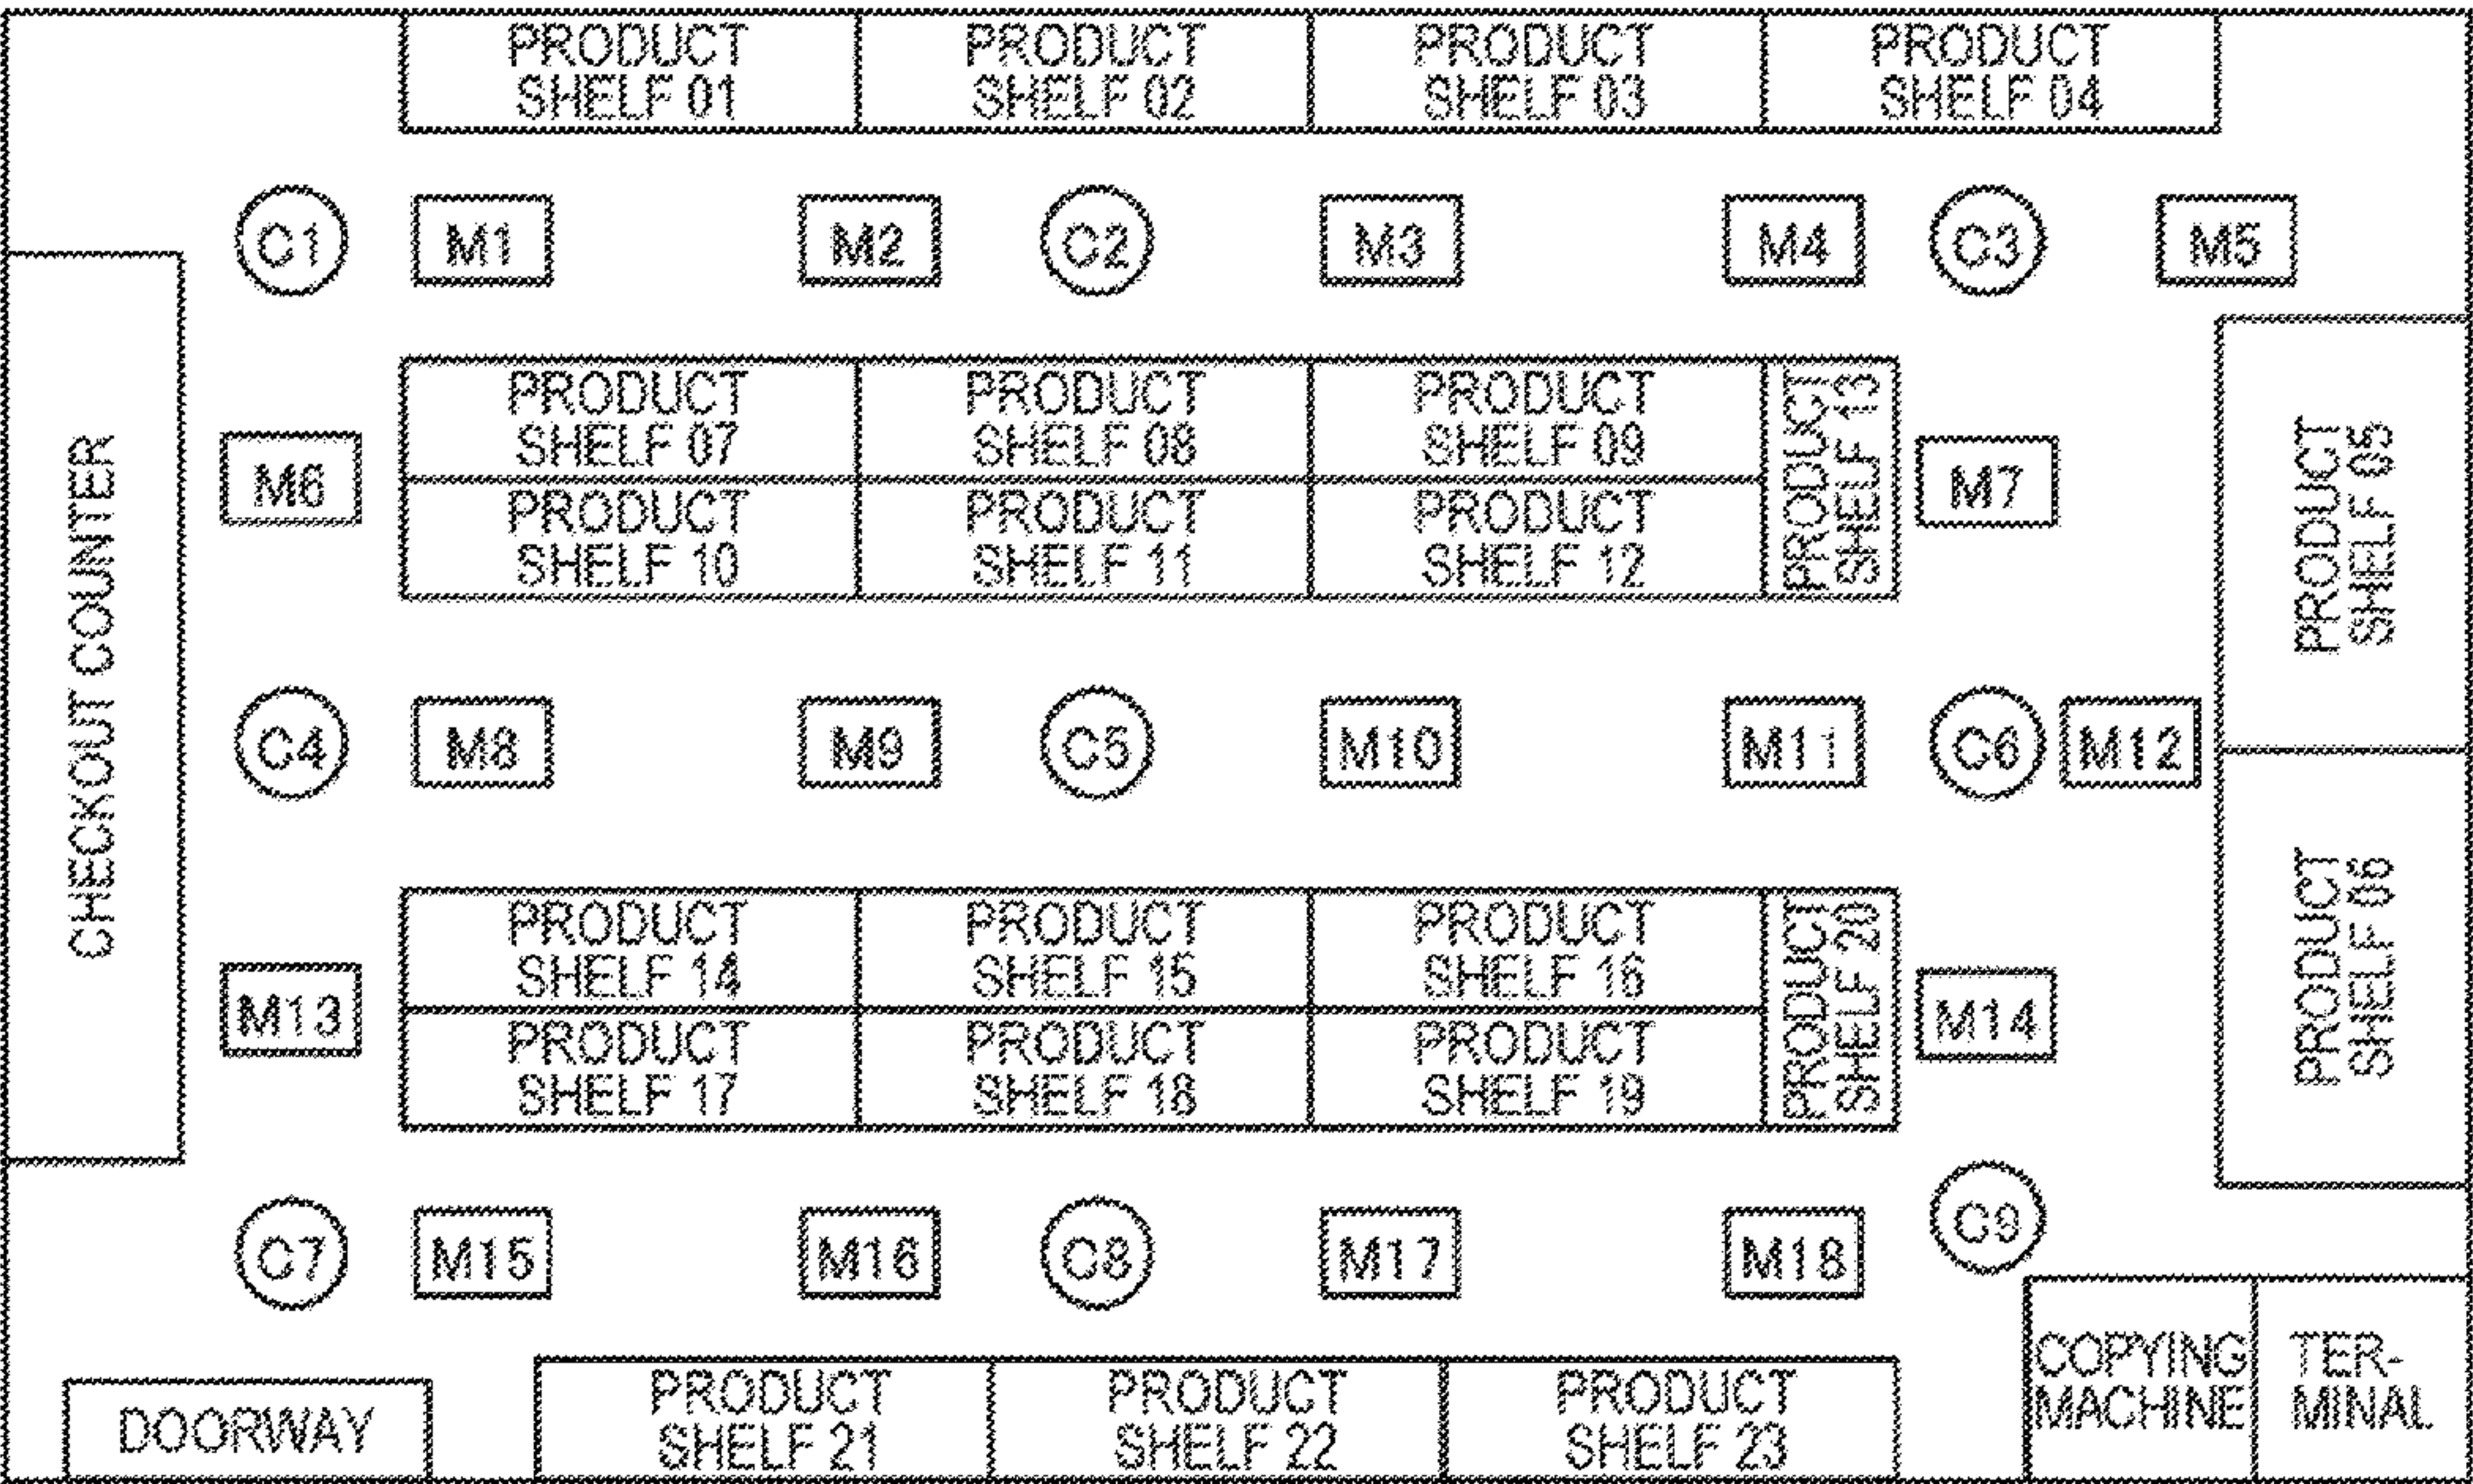 PRODUCT
SHELF 01
PRODUCT
SHELF 02
PRODUCT
SHELF 03
PRODUCT
SHELF 04
C1
M1
M2
C2
M3
M4
C3
M5
CHECKOUT COUNTER
M6
PRODUCT
SHELF 07
PRODUCT
SHELF 08
PRODUCT
SHELF 09
PRODUCT
SHELF 10
PRODUCT
SHELF 11
PRODUCT
SHELF 12
PRODUCT
SHELF 13
M7
PRODUCT
SHELF 05
C4
M8
M9
C5
M10
M11
C6
M12
M13
PRODUCT
SHELF 14
PRODUCT
SHELF 15
PRODUCT
SHELF 16
PRODUCT
SHELF 17
PRODUCT
SHELF 18
PRODUCT
SHELF 19
PRODUCT
SHELF 20
M14
PRODUCT
SHELF 06
C7
M15
M16
C8
M17
M18
C9
DOORWAY
PRODUCT
SHELF 21
PRODUCT
SHELF 22
PRODUCT
SHELF 23
COPYING
MACHINE
TER-
MINAL